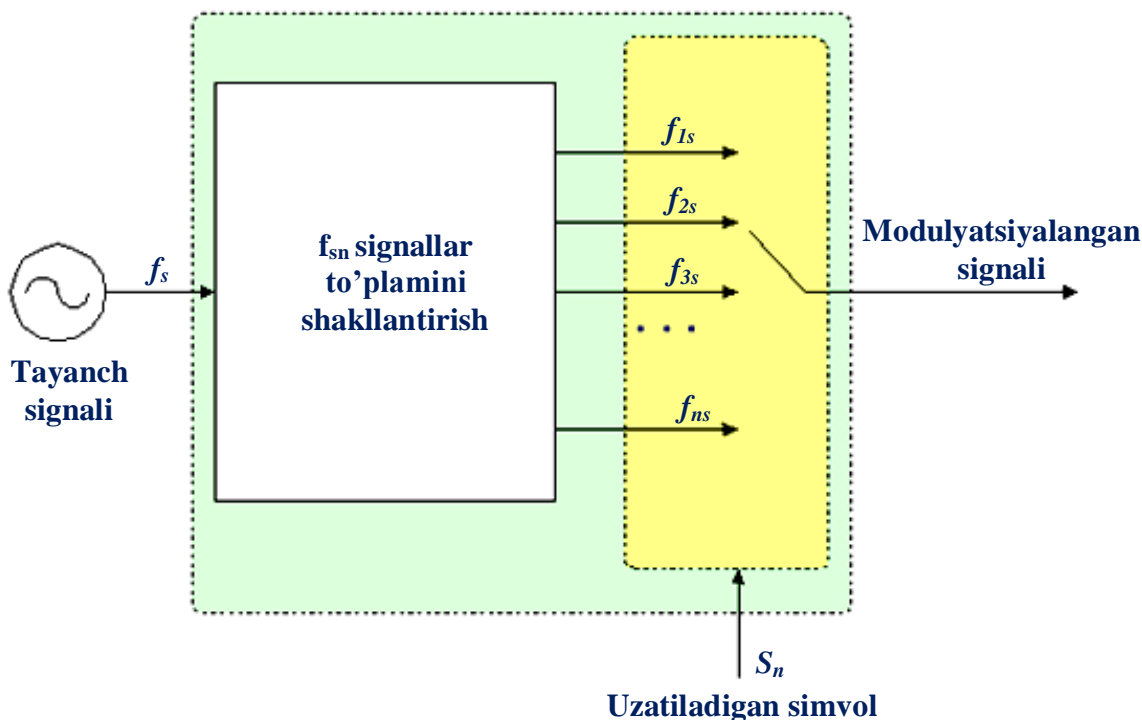 f1s
f2s
Modulyatsiyalangan
signali
fs
fsn signallar
to’plamini
shakllantirish
f3s
. . .
Tayanch
signali
fns
Sn
Uzatiladigan simvol